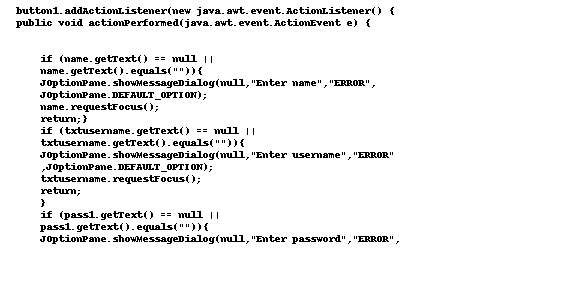 button1.addActionListener(new java.awt.event.ActionListener() {
public void actionPerformed(java.awt.event.ActionEvent e) {
if (name.getText() == null ||
name.getText().equals("")){
JOptionPane.showMessageDialog(null,"Enter name","ERROR",
JOptionPane.DEFAULT_OPTION);
name.requestFocus();
return;}
if (txtusername.getText() == null ||
txtusername.getText().equals("")){
JOptionPane.showMessageDialog(null,"Enter username","ERROR"
,JOptionPane.DEFAULT_OPTION);
txtusername.requestFocus();
return;
}
if (pass1.getText() == null ||
pass1.getText().equals("")){
JOptionPane.showMessageDialog(null,"Enter password","ERROR",